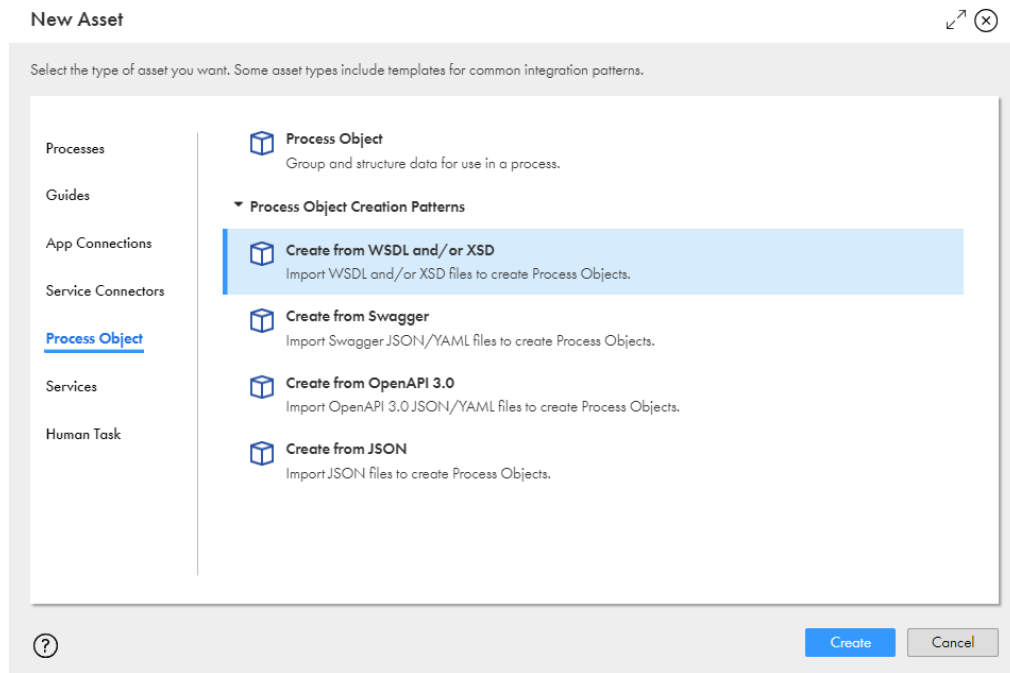 New Asset
Select the type of asset you want. Some asset types include templates for common integration patterns.
Processes
Guides
App Connections
Service Connectors
Process Object
Services
Human Task
Process Object
Group and structure data for use in a process.
Process Object Creation Patterns
Create from WSDL and/or XSD
Import WSDL and/or XSD files to create Process Objects.
Create from Swagger
Import Swagger JSON/YAML files to create Process Objects.
Create from OpenAPI 3.0
Import OpenAPI 3.0 JSON/YAML files to create Process Objects.
Create from JSON
Import JSON files to create Process Objects.
?
Create
Cancel